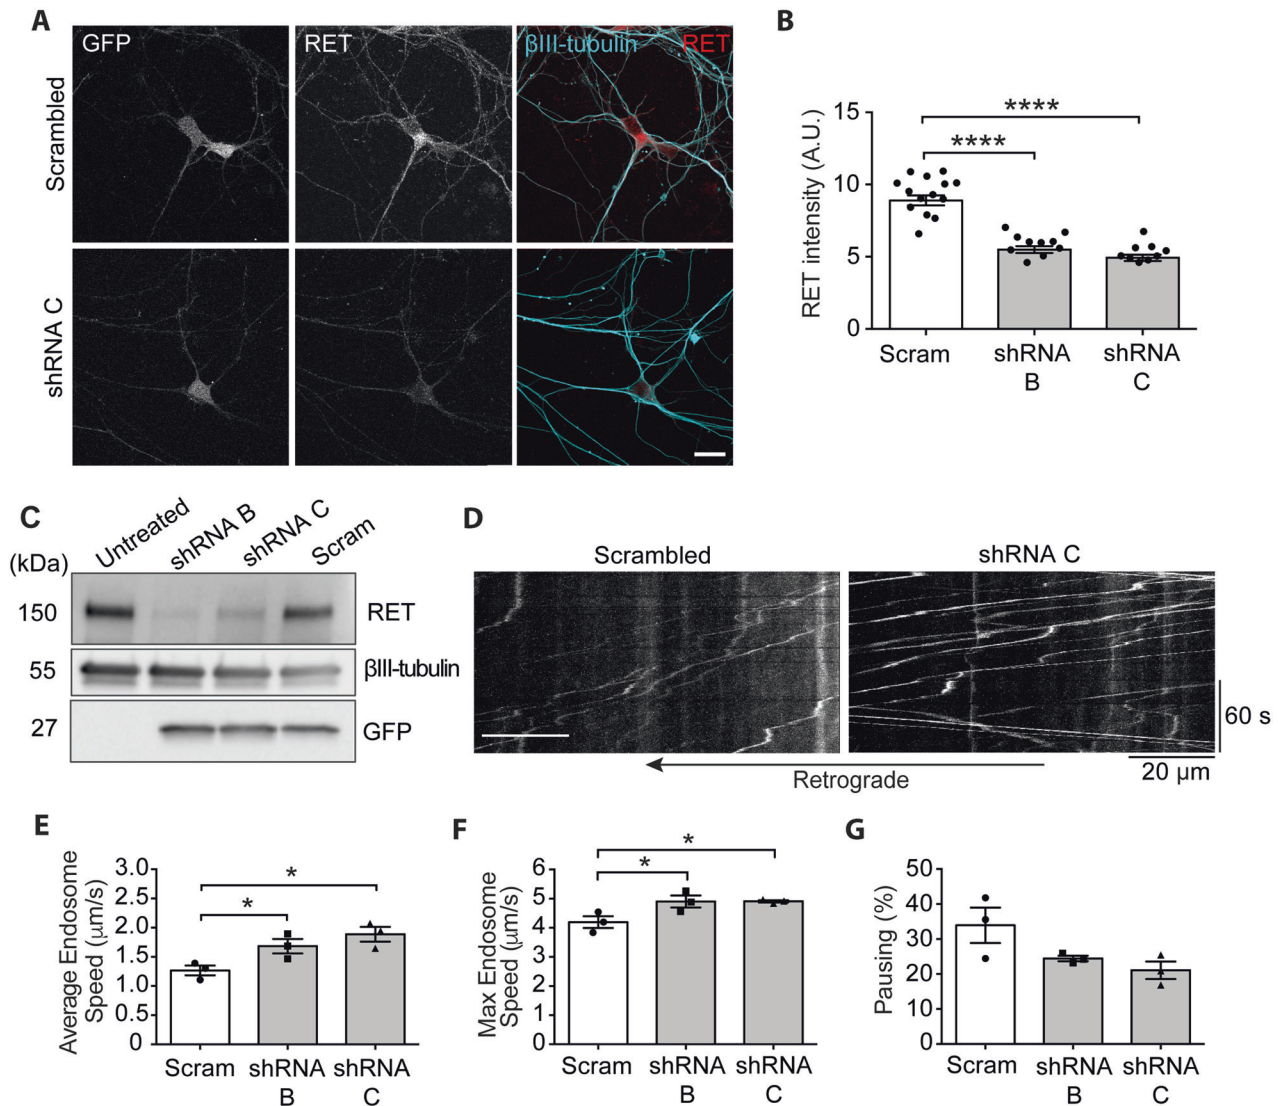 A
GFP
RET
βIII-tubulin RET
Scrambled
shRNA C
B
RET intensity (A.U.)
15
10
5
0
****
****
Scram
shRNA B
shRNA C
C
(kDa)
Untreated
shRNA B
shRNA C
Scram
150
RET
55
βIII-tubulin
27
GFP
D
Scrambled
shRNA C
60 s
Retrograde
20 µm
E
Average Endosome
Speed (µm/s)
3.0
2.5
2.0
1.5
1.0
0.5
0
*
*
Scram
shRNA B
shRNA C
F
Max Endosome
Speed (µm/s)
6
5
4
3
2
1
0
*
*
Scram
shRNA B
shRNA C
G
Pausing (%)
50
40
30
20
10
0
Scram
shRNA B
shRNA C